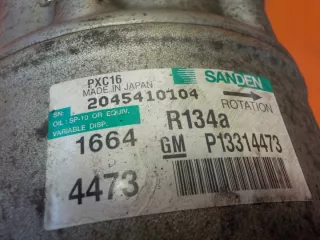 PXC16
MADE IN JAPAN
SANDEN
S/N: 2045410104
ROTATION
OIL: SP-10 OR EQUIV.
VARIABLE DISP.
R134a
1664
GM P13314473
4473